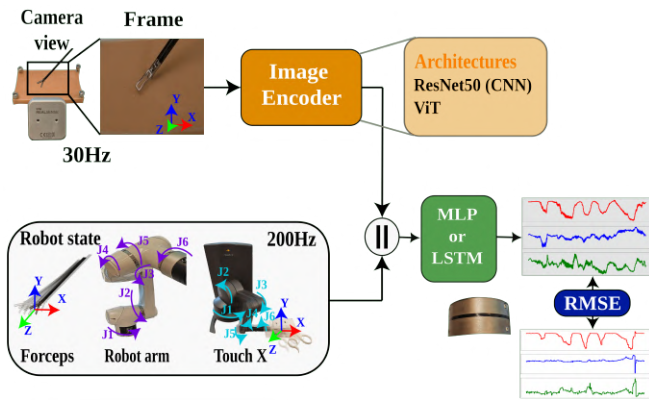 Camera
view
Frame
Y
X
Z
30Hz
Image
Encoder
Architectures
ResNet50 (CNN)
ViT
Robot state
200Hz
Y
X
Z
Forceps
J5
J6
J4
J3
J2
J1
Robot arm
J2
J3
J1
J4
J6
J5
Y
X
Z
Touch X
||
MLP
or
LSTM
RMSE